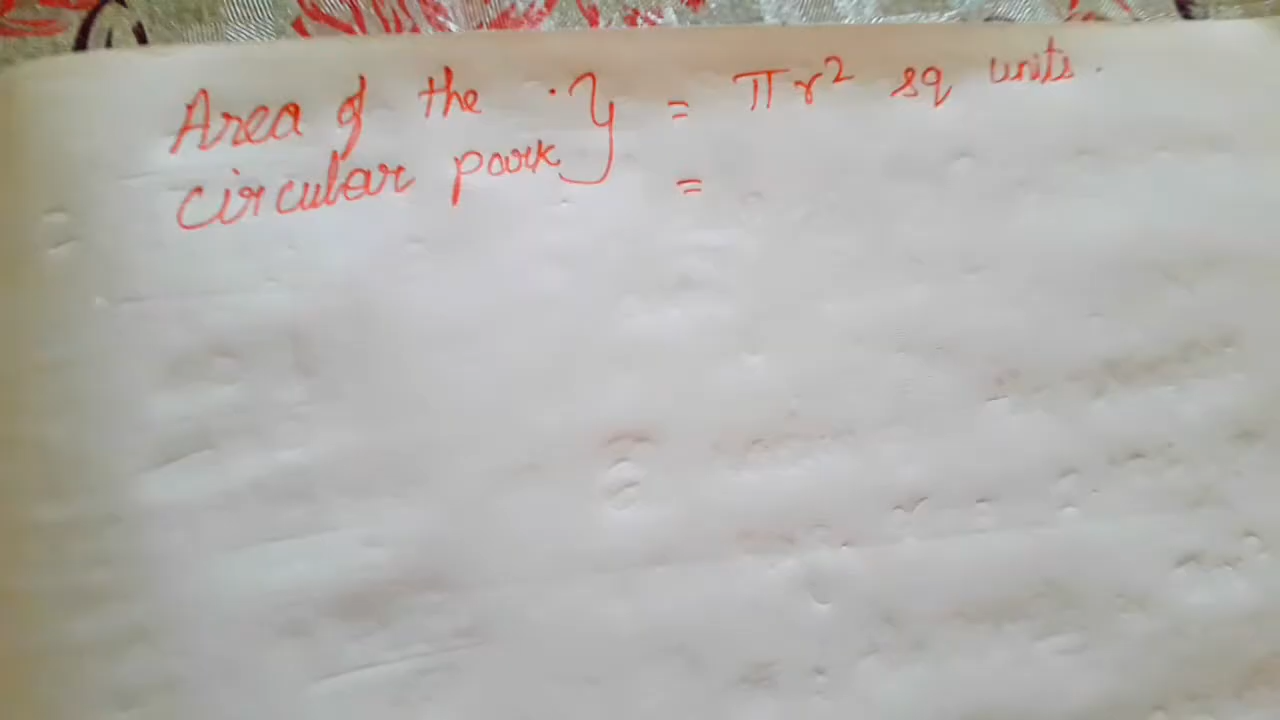 Area of the } = πr² sq units.
circular park =